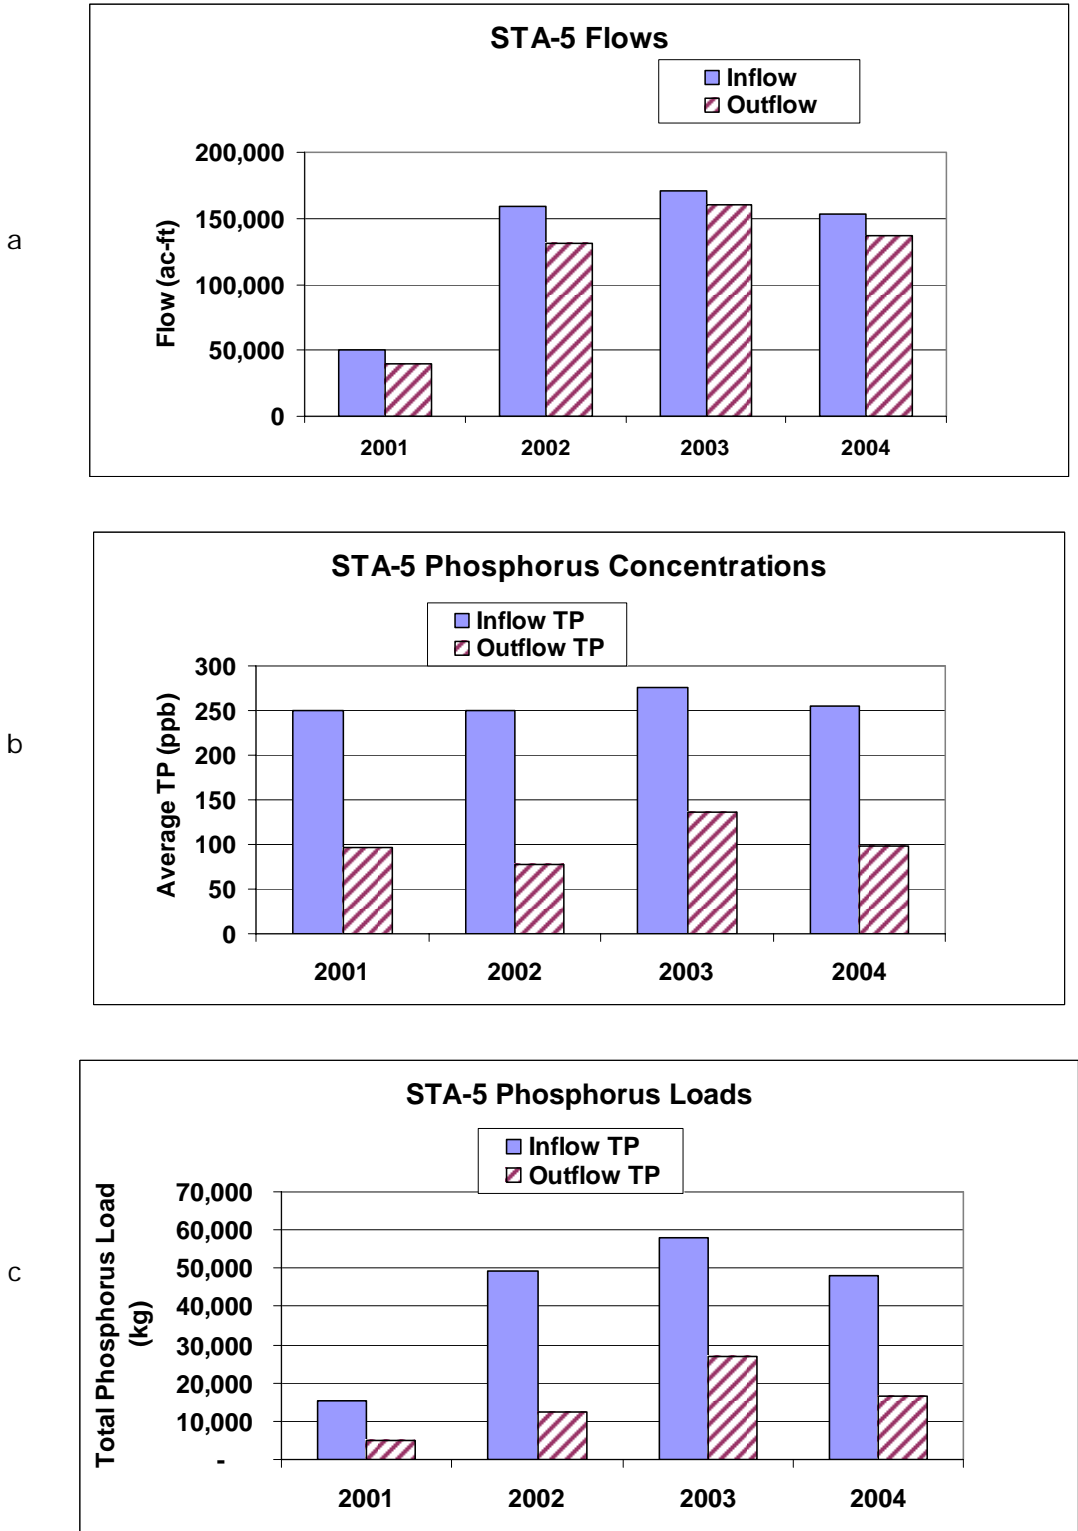 a
STA-5 Flows
Inflow
Outflow
Flow (ac-ft)
200,000
150,000
100,000
50,000
0
2001 2002 2003 2004
b
STA-5 Phosphorus Concentrations
Inflow TP
Outflow TP
Average TP (ppb)
300
250
200
150
100
50
0
2001 2002 2003 2004
c
STA-5 Phosphorus Loads
Inflow TP
Outflow TP
Total Phosphorus Load
(kg)
70,000
60,000
50,000
40,000
30,000
20,000
10,000
-
2001 2002 2003 2004